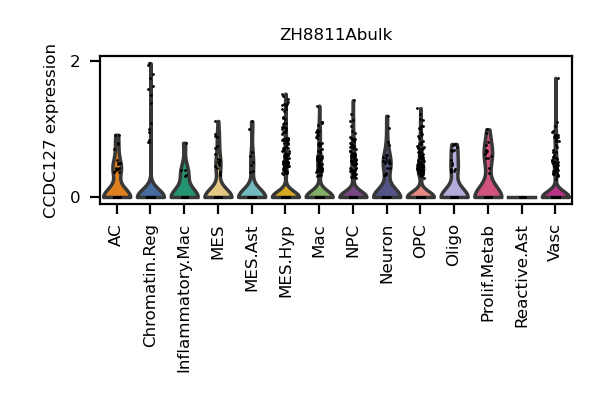 ZH8811Abulk
CCDC127 expression
2
0
AC
Chromatin.Reg
Inflammatory.Mac
MES
MES.Ast
MES.Hyp
Mac
NPC
Neuron
OPC
Oligo
Prolif.Metab
Reactive.Ast
Vasc